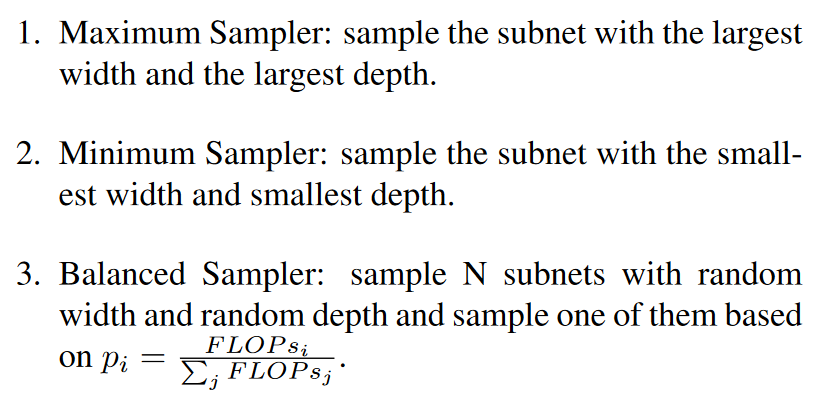 1. Maximum Sampler: sample the subnet with the largest
width and the largest depth.
2. Minimum Sampler: sample the subnet with the small-
est width and smallest depth.
3. Balanced Sampler: sample N subnets with random
width and random depth and sample one of them based
on $p_i = \frac{FLOPs_i}{\sum_j FLOPs_j}$.